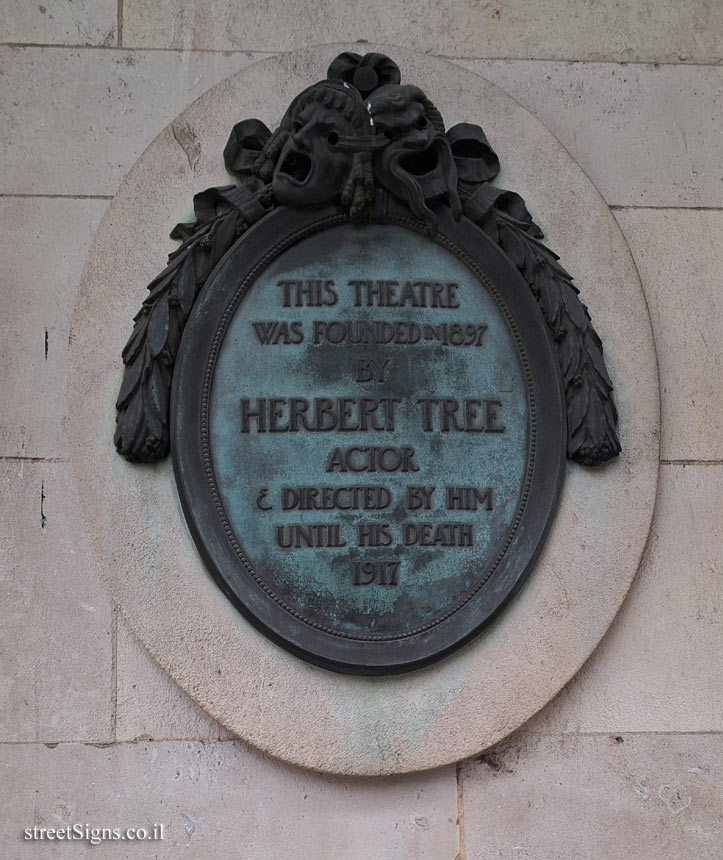 THIS THEATRE
WAS FOUNDED IN 1897
BY
HERBERT TREE
ACTOR
& DIRECTED BY HIM
UNTIL HIS DEATH
1917
streetSigns.co.il